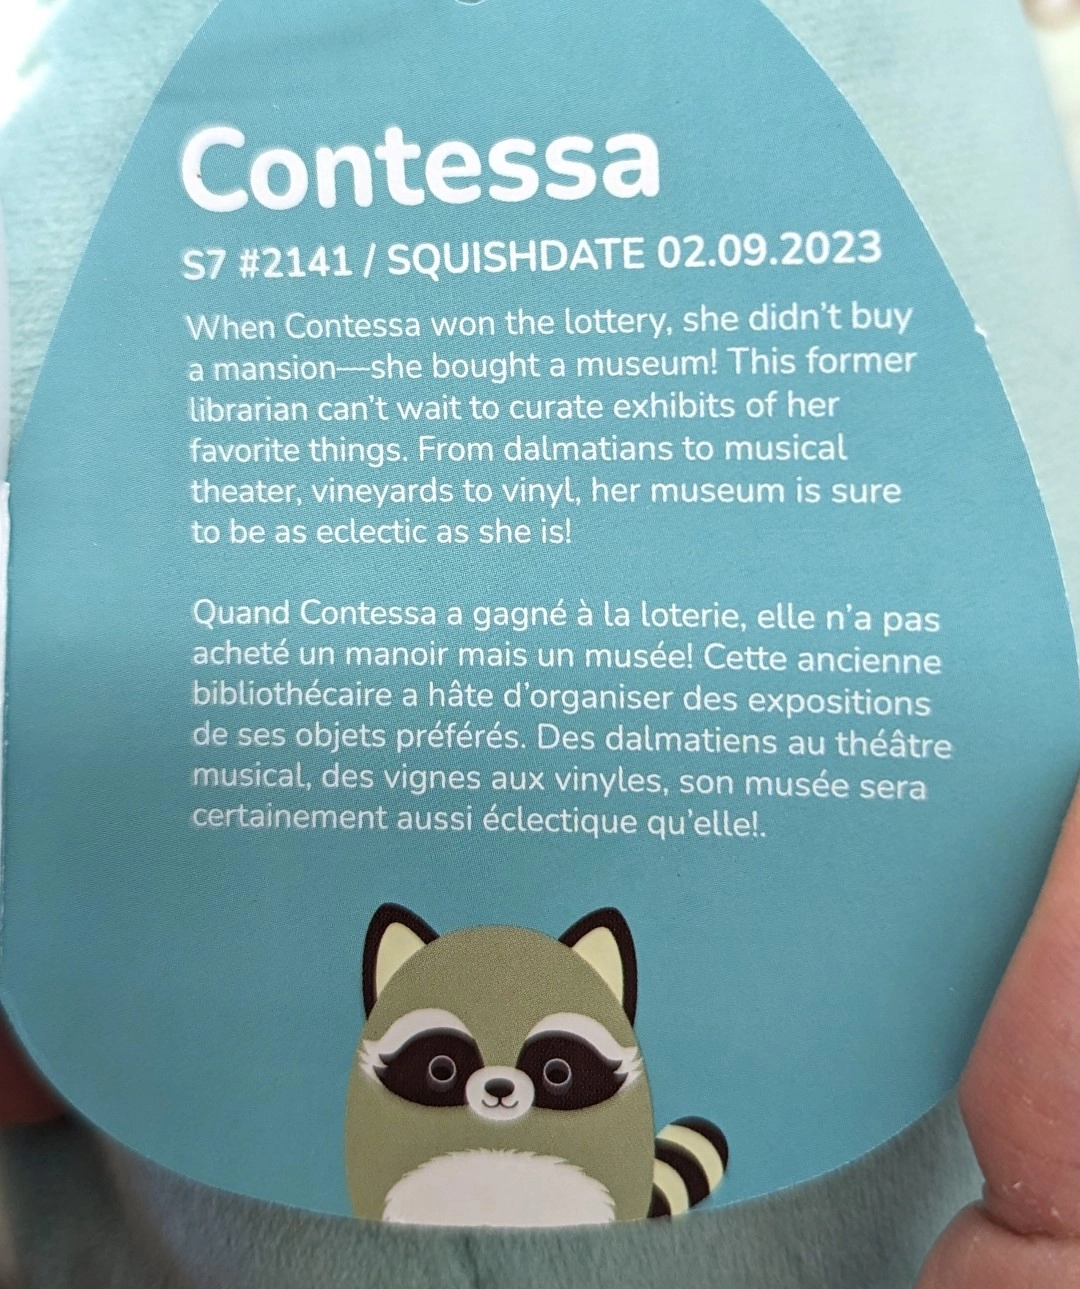 Contessa
S7 #2141 / SQUISHDATE 02.09.2023
When Contessa won the lottery, she didn't buy
a mansion—she bought a museum! This former
librarian can't wait to curate exhibits of her
favorite things. From dalmatians to musical
theater, vineyards to vinyl, her museum is sure
to be as eclectic as she is!
Quand Contessa a gagné à la loterie, elle n'a pas
acheté un manoir mais un musée! Cette ancienne
bibliothécaire a hâte d'organiser des expositions
de ses objets préférés. Des dalmatiens au théâtre
musical, des vignes aux vinyles, son musée sera
certainement aussi éclectique qu'elle!.